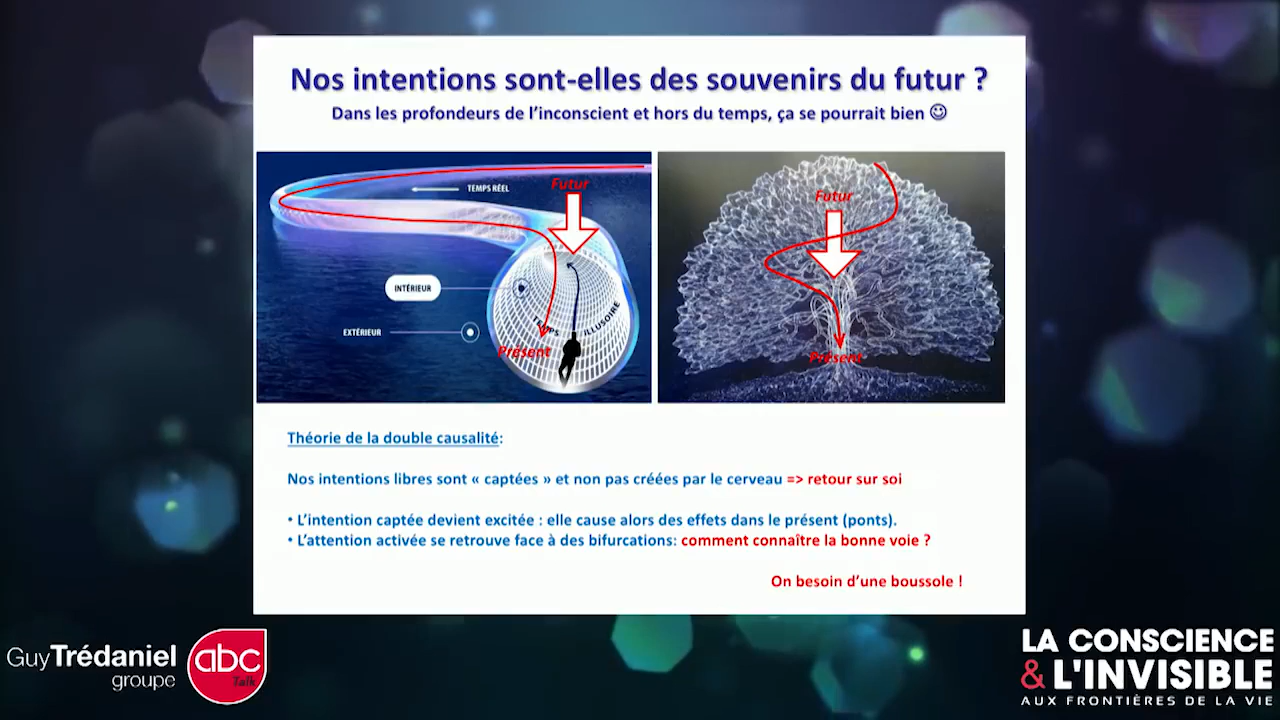 Nos intentions sont-elles des souvenirs du futur ?
Dans les profondeurs de l'inconscient et hors du temps, ça se pourrait bien ☺
TEMPS RÉEL
Futur
INTÉRIEUR
EXTÉRIEUR
TEMPS ILLUSOIRE
Présent
Futur
Présent
Théorie de la double causalité:
Nos intentions libres sont « captées » et non pas créées par le cerveau => retour sur soi
• L'intention captée devient excitée : elle cause alors des effets dans le présent (ponts).
• L'attention activée se retrouve face à des bifurcations: comment connaître la bonne voie ?
On besoin d'une boussole !
Guy Trédaniel
groupe
abc
Talk
LA CONSCIENCE
& L'INVISIBLE
AUX FRONTIÈRES DE LA VIE